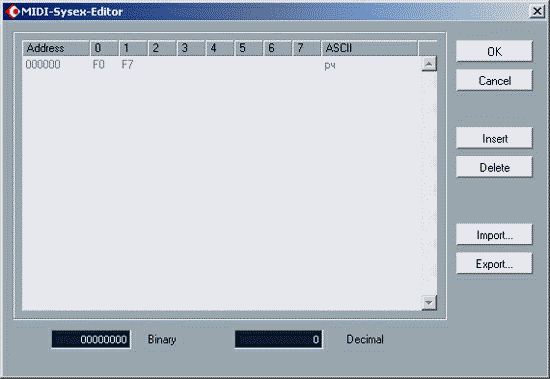 MIDI-Sysex-Editor
Address 0 1 2 3 4 5 6 7 ASCII
000000 F0 F7 рч
OK
Cancel
Insert
Delete
Import...
Export...
00000000 Binary 0 Decimal